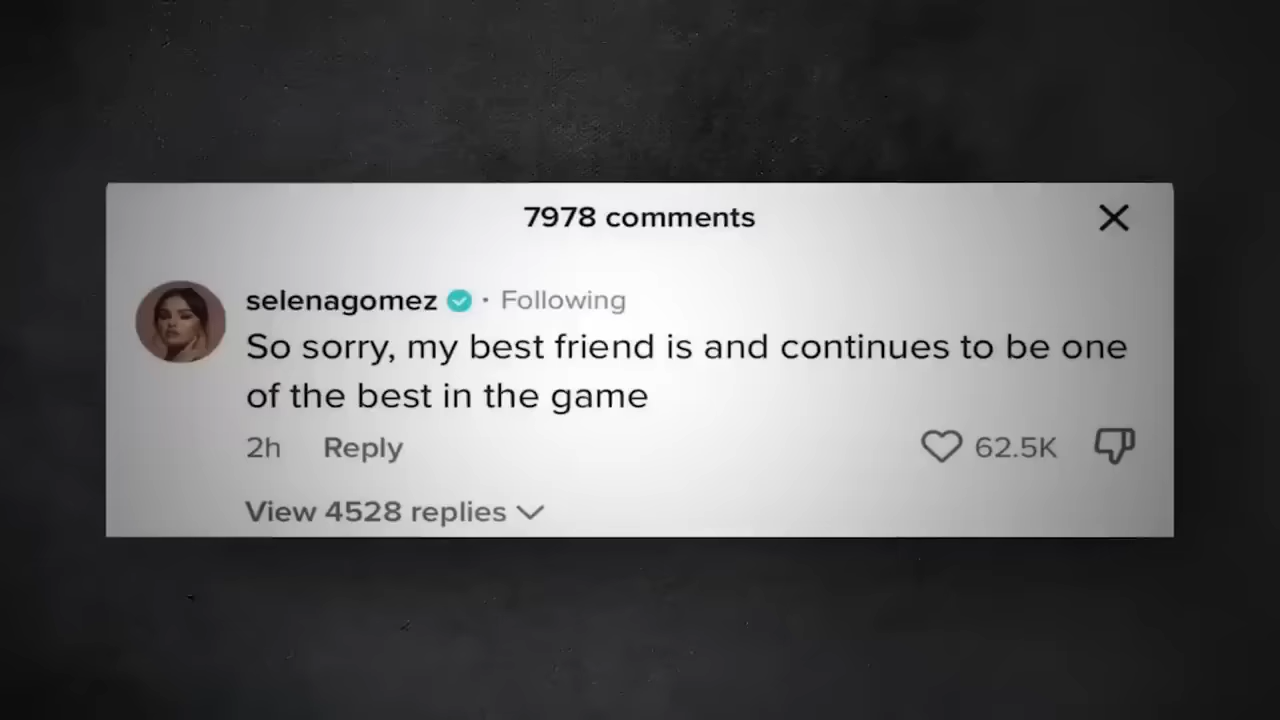 7978 comments
selenagomez · Following
So sorry, my best friend is and continues to be one
of the best in the game
2h Reply 62.5K
View 4528 replies